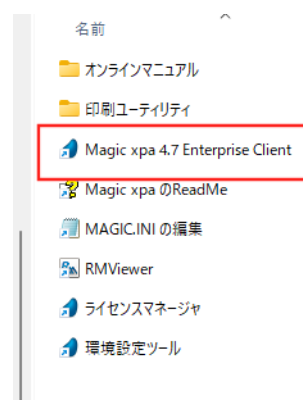 名前
オンラインマニュアル
印刷ユーティリティ
Magic xpa 4.7 Enterprise Client
Magic xpa のReadMe
MAGIC.INI の編集
RMViewer
ライセンスマネージャ
環境設定ツール